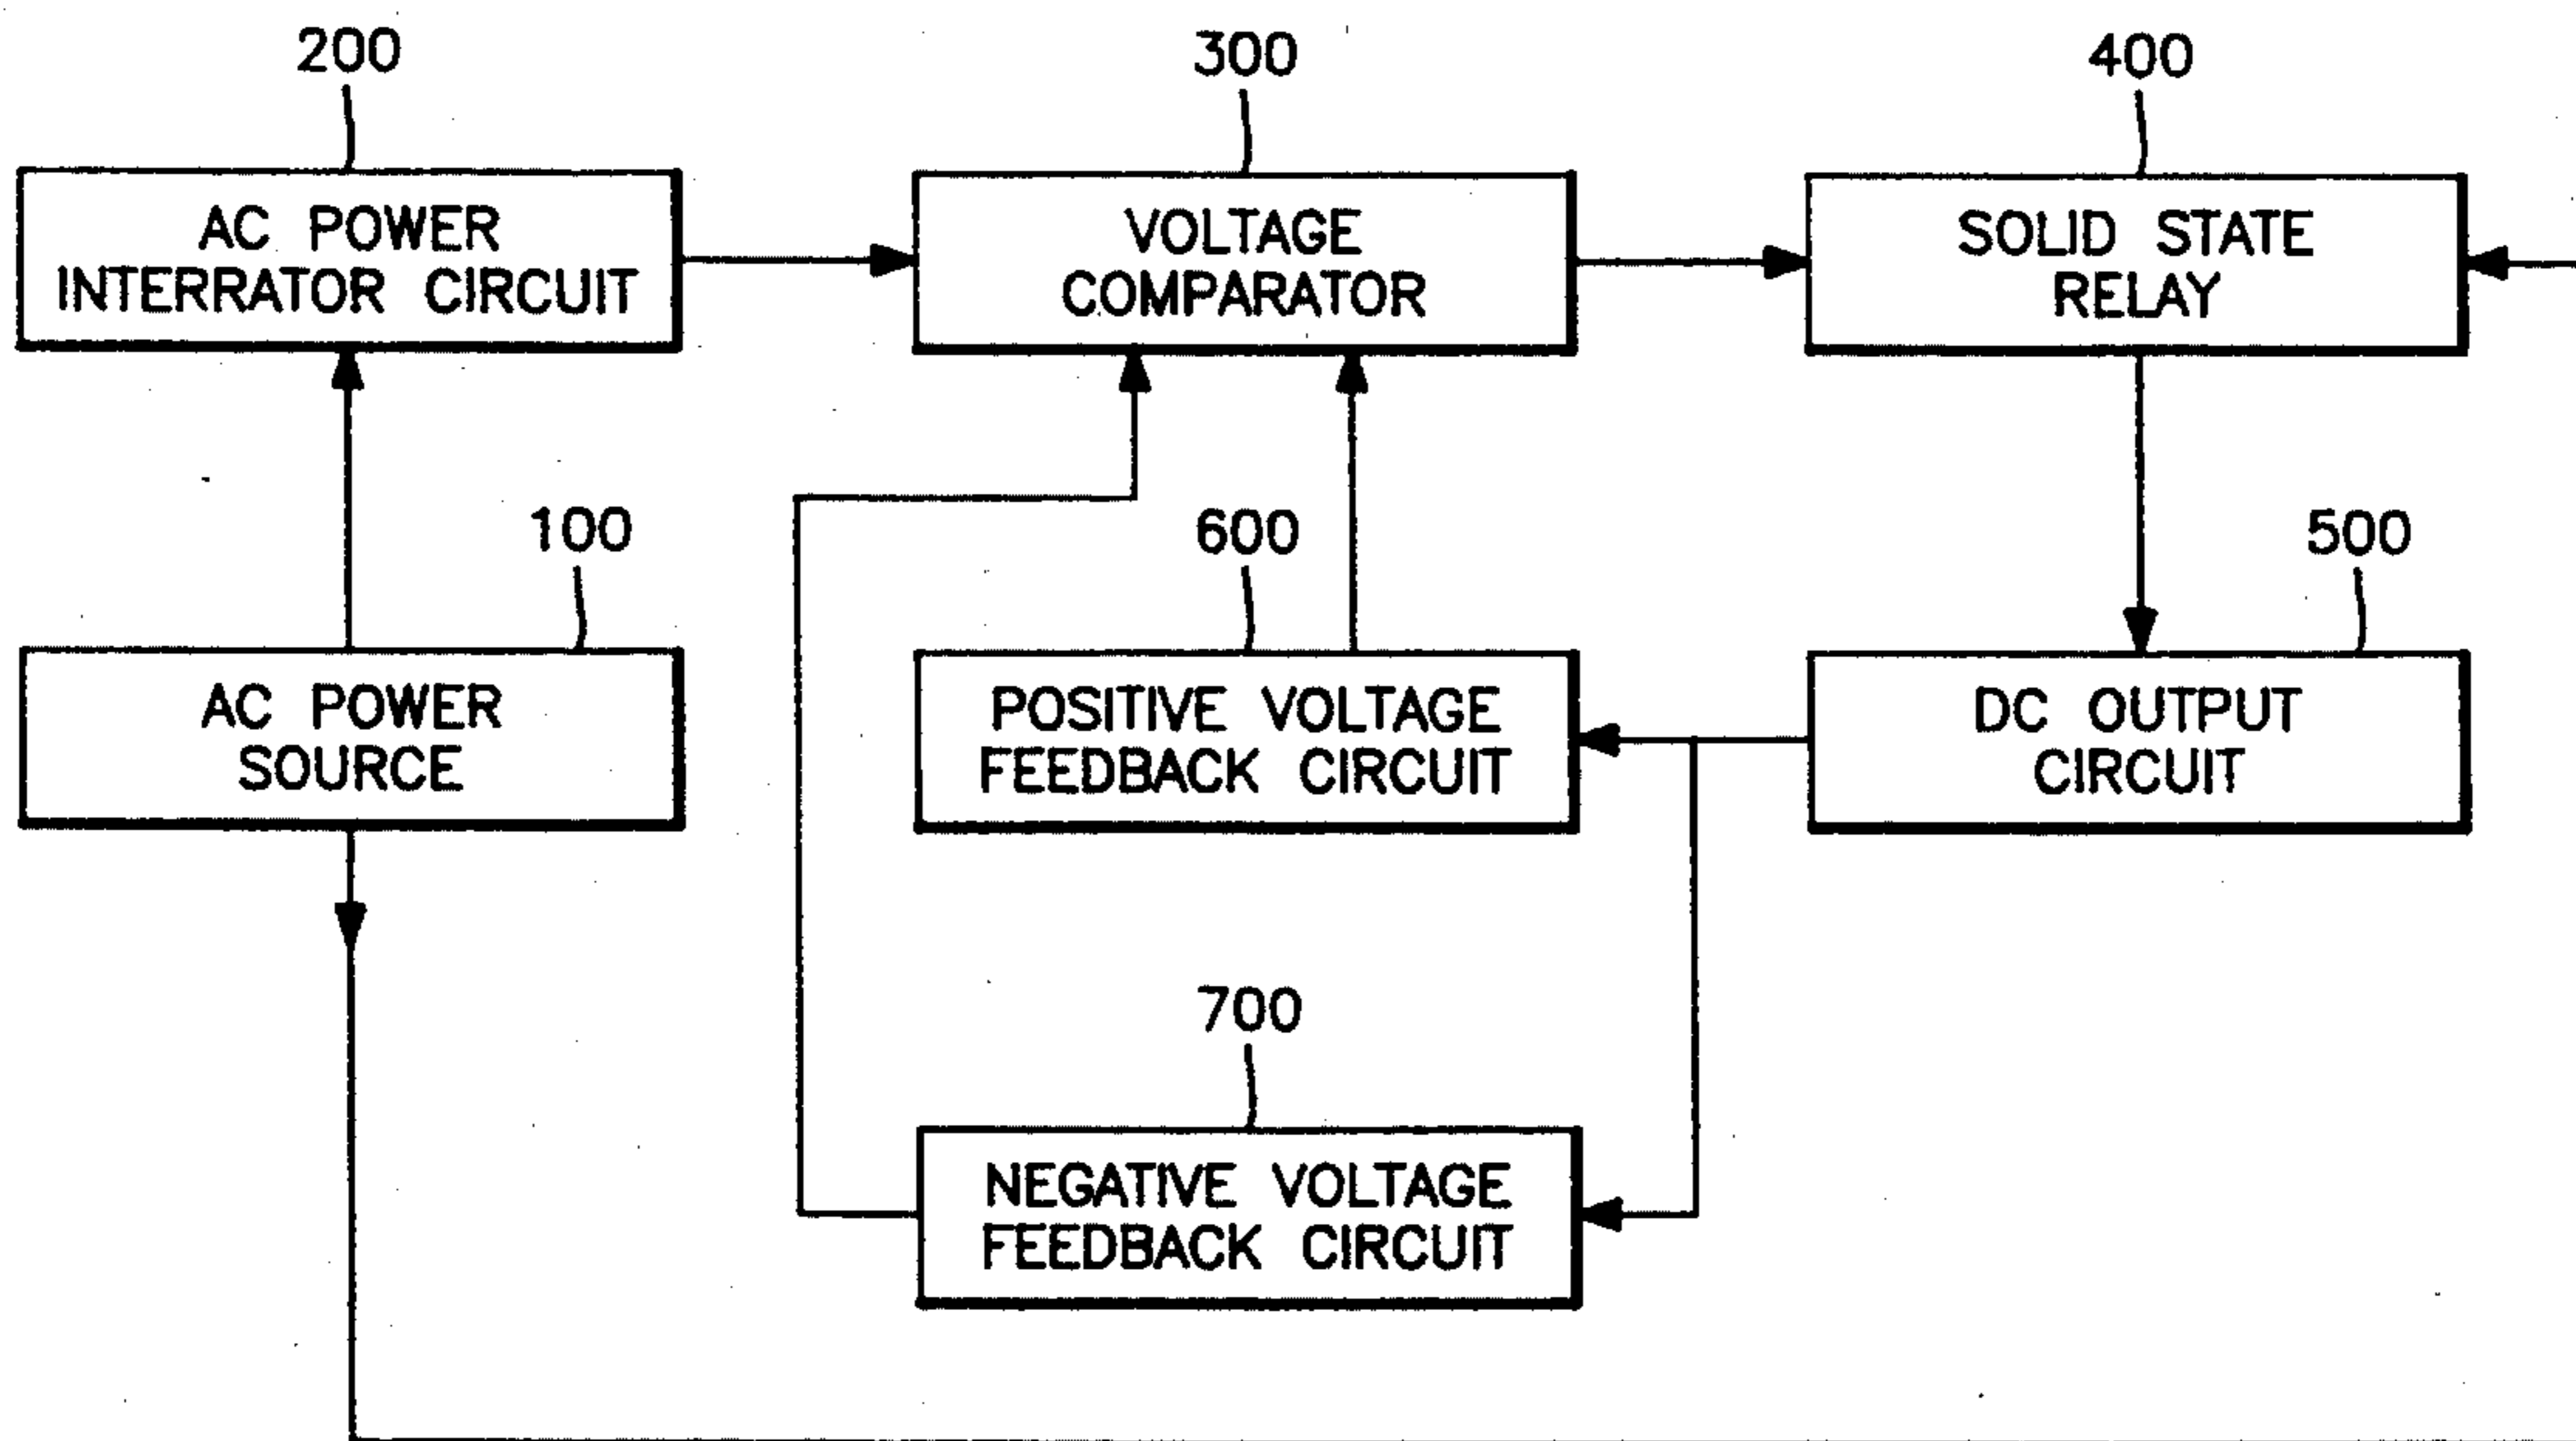 200
300
400
AC POWER
INTERRATOR CIRCUIT
VOLTAGE
COMPARATOR
SOLID STATE
RELAY
100
600
500
AC POWER
SOURCE
POSITIVE VOLTAGE
FEEDBACK CIRCUIT
DC OUTPUT
CIRCUIT
700
NEGATIVE VOLTAGE
FEEDBACK CIRCUIT